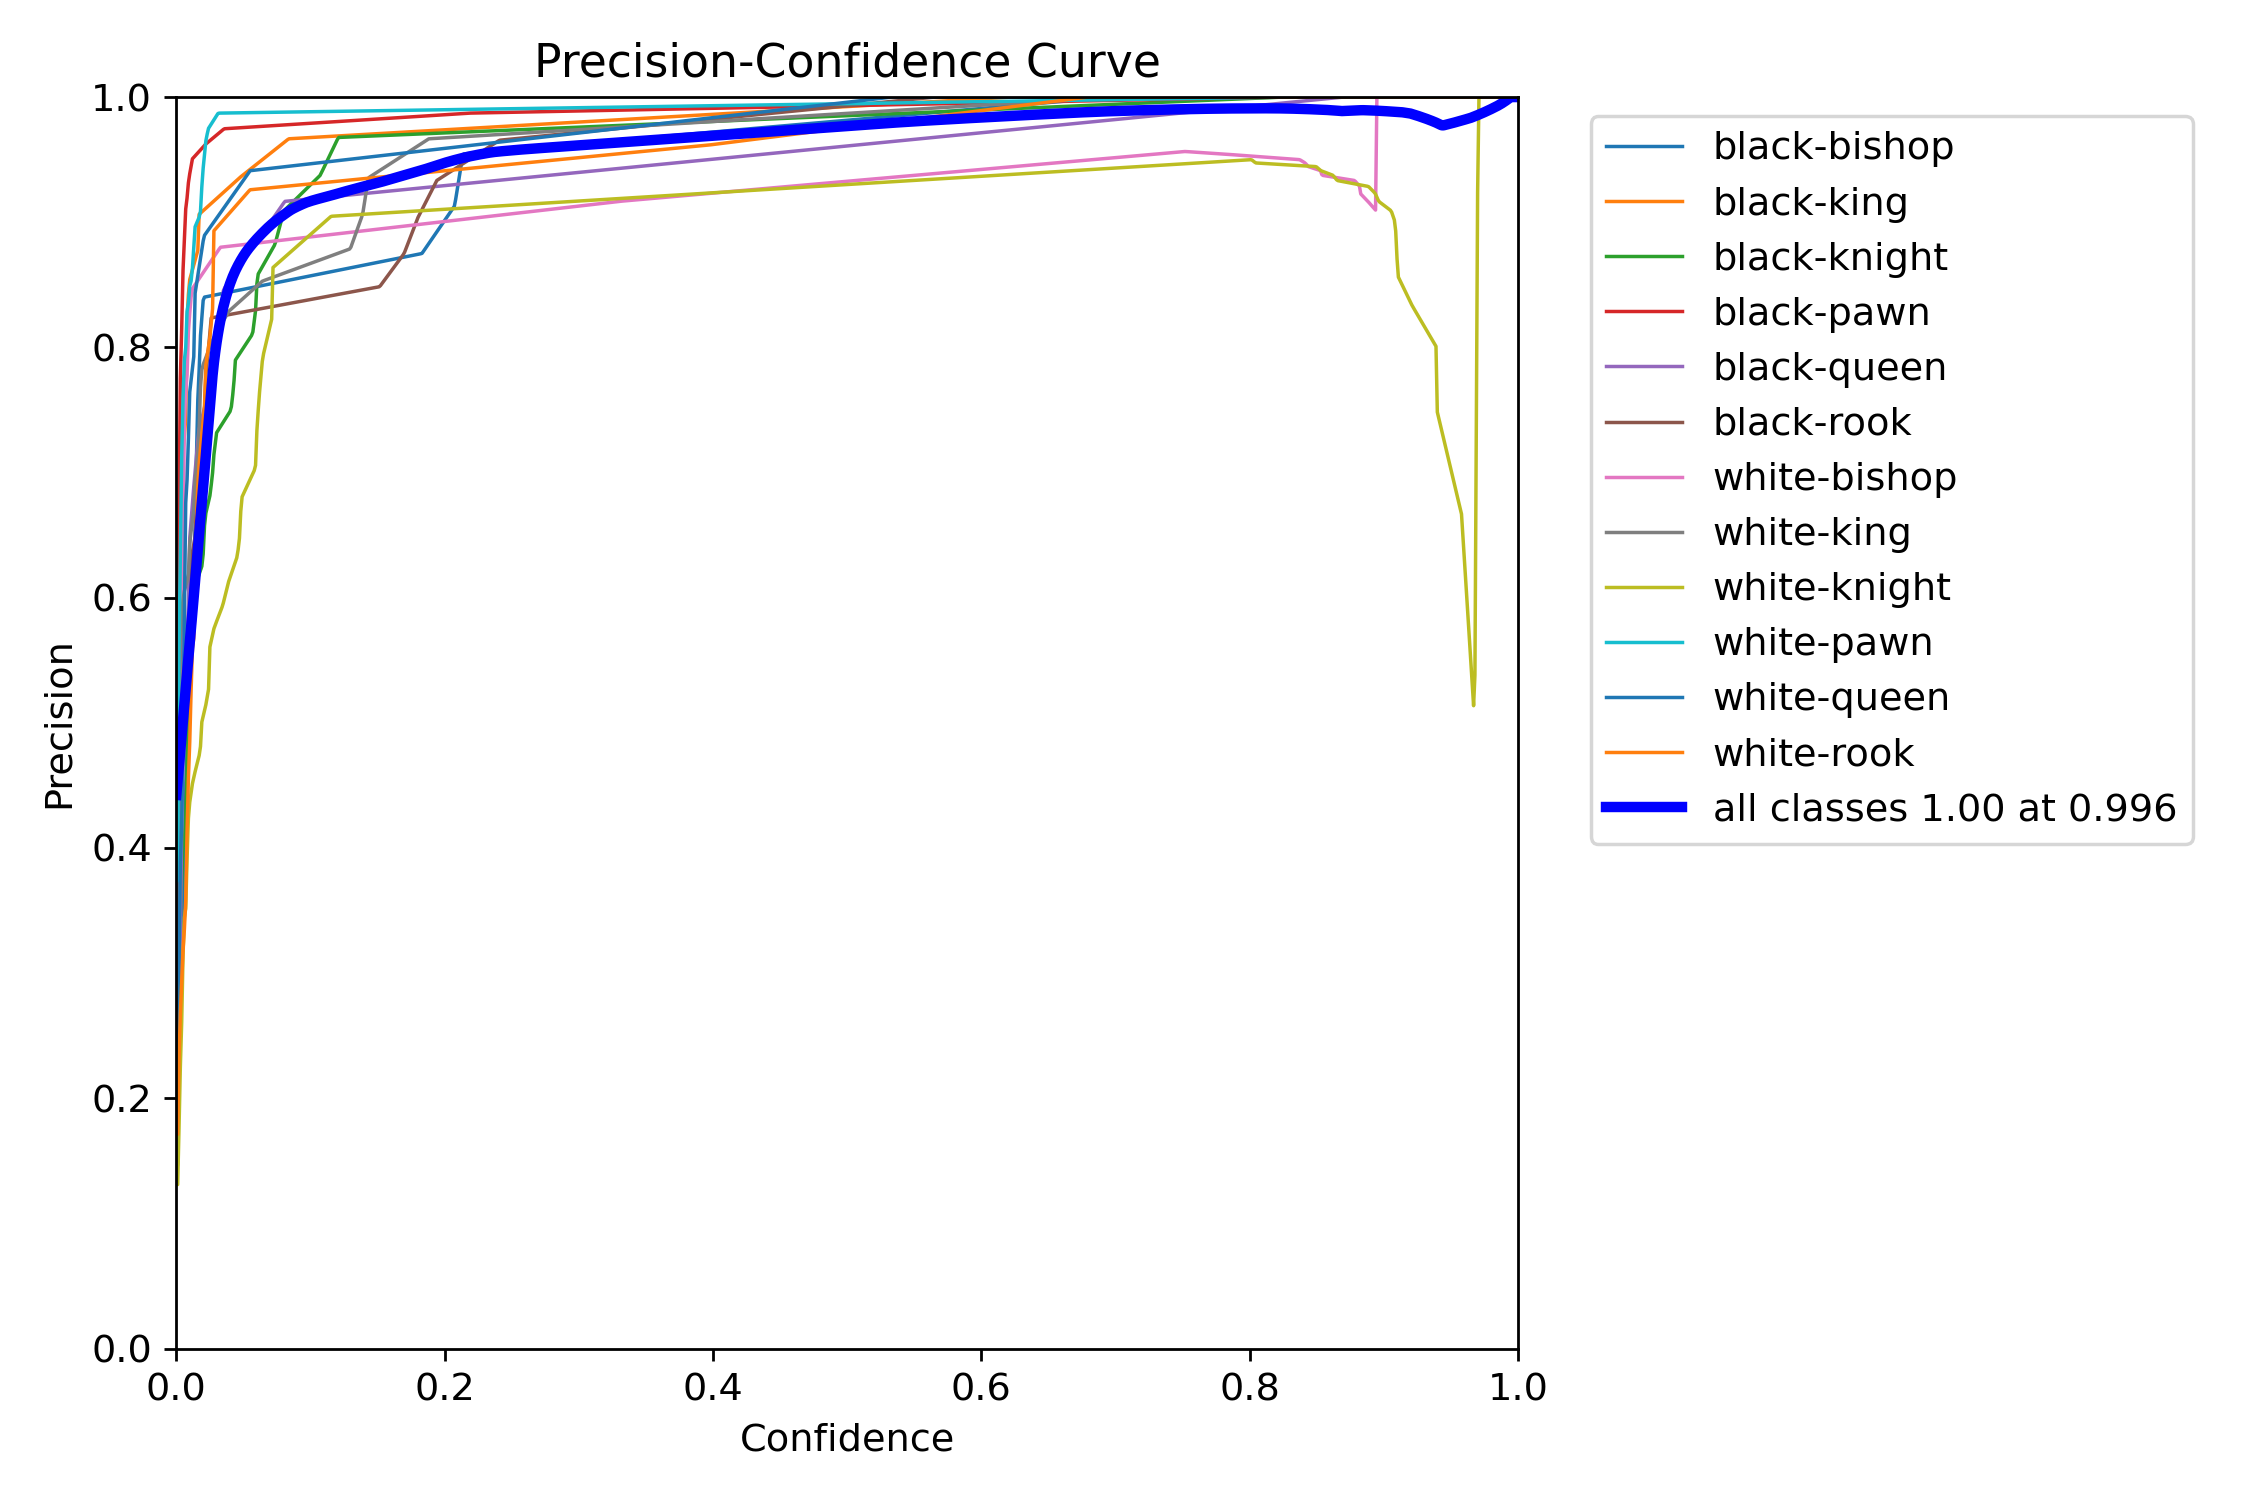 Precision-Confidence Curve
1.0
0.8
0.6
0.4
0.2
0.0
Precision
0.0 0.2 0.4 0.6 0.8 1.0
Confidence
black-bishop
black-king
black-knight
black-pawn
black-queen
black-rook
white-bishop
white-king
white-knight
white-pawn
white-queen
white-rook
all classes 1.00 at 0.996